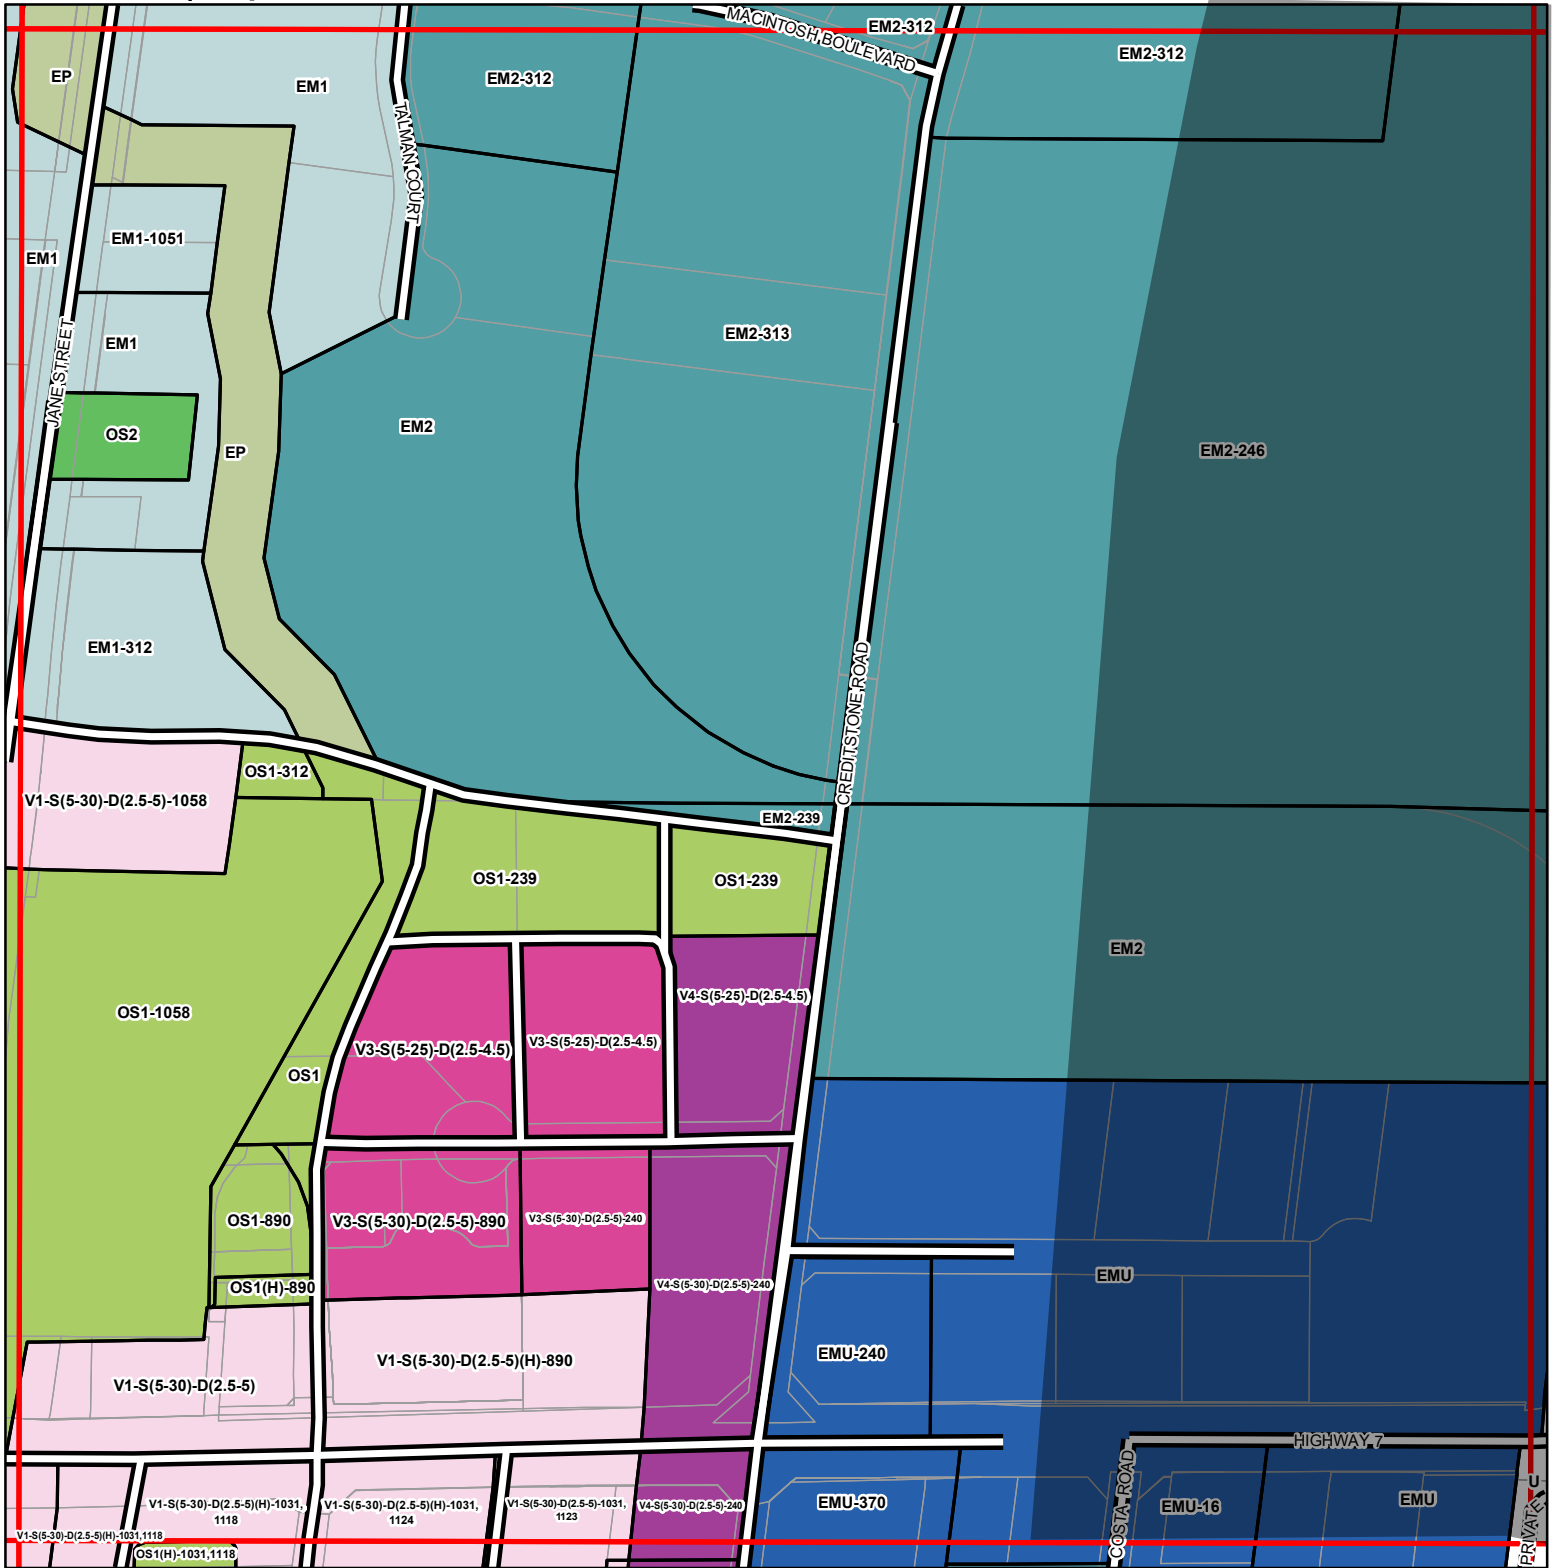 MACINTOSH BOULEVARD
EM2-312
EM2-312
EP
EM1
EM2-312
TALMAN COURT
EM1-1051
EM1
JANE STREET
EM1
EM2-313
OS2
EM2
EP
EM2-246
EM1-312
CREDITSTONE ROAD
OS1-312
V1-S(5-30)-D(2.5-5)-1058
EM2-239
OS1-239
OS1-239
EM2
V4-S(5-25)-D(2.5-4.5)
OS1-1058
V3-S(5-25)-D(2.5-4.5)
V3-S(5-25)-D(2.5-4.5)
OS1
OS1-890
V3-S(5-30)-D(2.5-5)-890
V3-S(5-30)-D(2.5-5)-240
EMU
OS1(H)-890
V4-S(5-30)-D(2.5-5)-240
EMU-240
V1-S(5-30)-D(2.5-5)(H)-890
V1-S(5-30)-D(2.5-5)
HIGHWAY 7
U
V1-S(5-30)-D(2.5-5)(H)-1031,
1118
V1-S(5-30)-D(2.5-5)(H)-1031,
1124
V1-S(5-30)-D(2.5-5)-1031,
1123
V4-S(5-30)-D(2.5-5)-240
EMU-370
COSTA ROAD
EMU-16
EMU
PRIVATE
V1-S(5-30)-D(2.5-5)(H)-1031,1118
OS1(H)-1031,1118